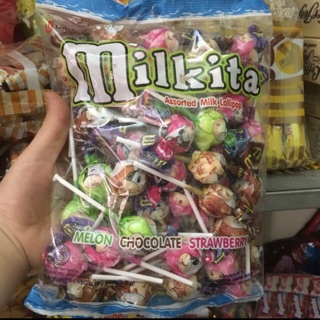 Milkita
Assorted Milk Lollipop
MELON CHOCOLATE STRAWBERRY